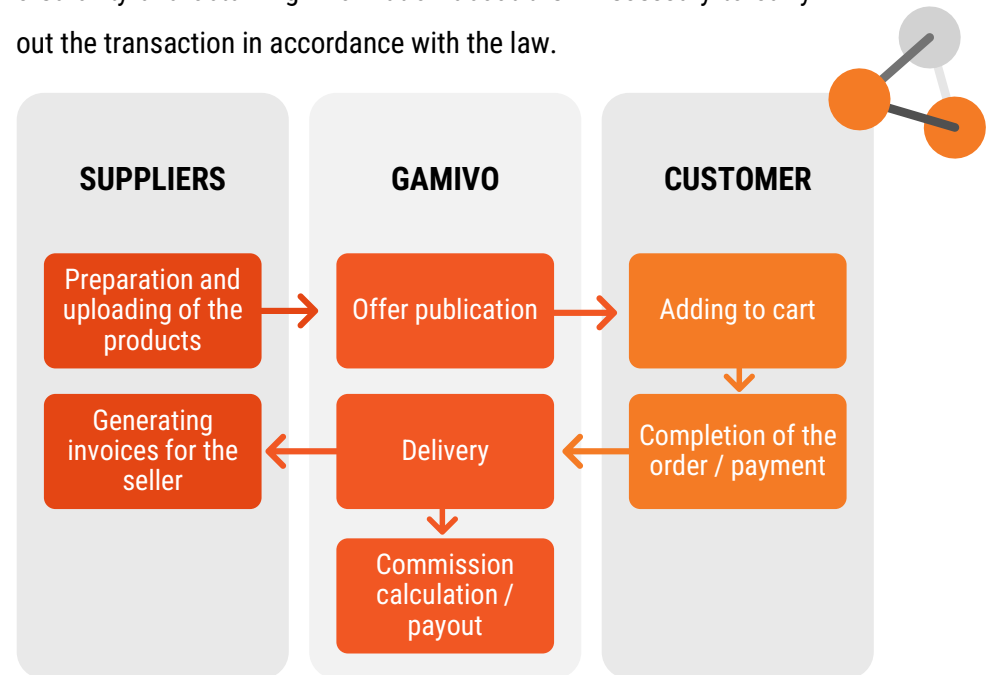 out the transaction in accordance with the law.
SUPPLIERS
GAMIVO
CUSTOMER
Preparation and
uploading of the
products
Offer publication
Adding to cart
Generating
invoices for the
seller
Delivery
Completion of the
order / payment
Commission
calculation /
payout